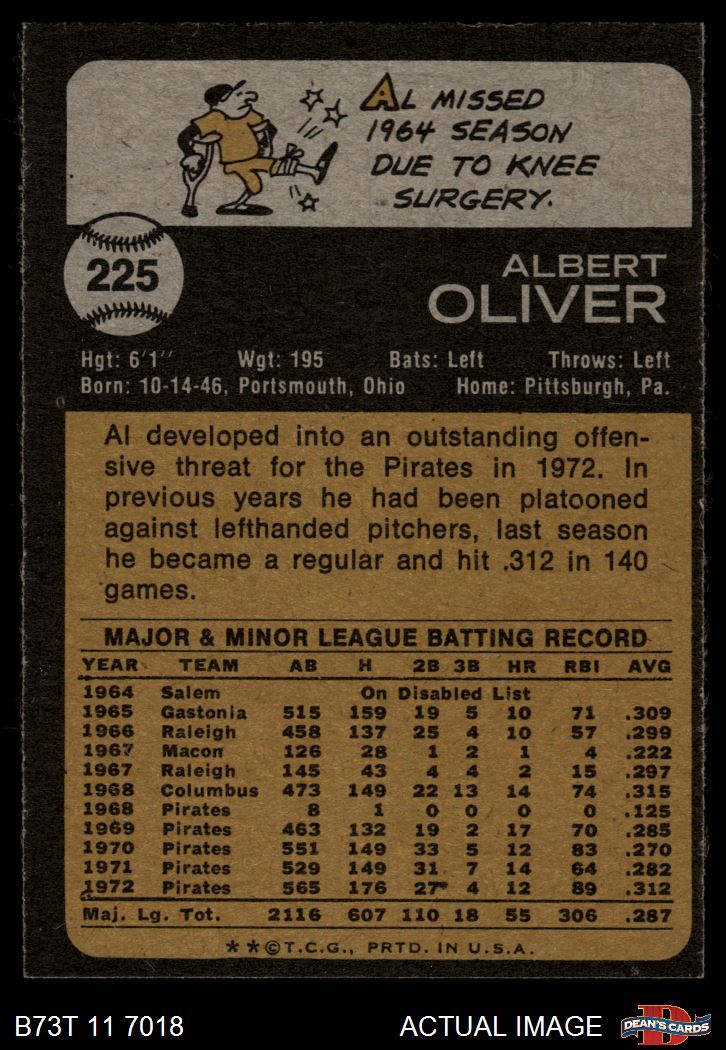 AL MISSED
1964 SEASON
DUE TO KNEE
SURGERY.
225
ALBERT
OLIVER
Hgt: 6'1" Wgt: 195 Bats: Left Throws: Left
Born: 10-14-46, Portsmouth, Ohio Home: Pittsburgh, Pa.
Al developed into an outstanding offen-
sive threat for the Pirates in 1972. In
previous years he had been platooned
against lefthanded pitchers, last season
he became a regular and hit .312 in 140
games.
MAJOR & MINOR LEAGUE BATTING RECORD
YEAR TEAM AB H 2B 3B HR RBI AVG
1964 Salem On Disabled List
1965 Gastonia 515 159 19 5 10 71 .309
1966 Raleigh 458 137 25 4 10 57 .299
1967 Macon 126 28 1 2 1 4 .222
1967 Raleigh 145 43 4 4 2 15 .297
1968 Columbus 473 149 22 13 14 74 .315
1968 Pirates 8 1 0 0 0 0 .125
1969 Pirates 463 132 19 2 17 70 .285
1970 Pirates 551 149 33 5 12 83 .270
1971 Pirates 529 149 31 7 14 64 .282
1972 Pirates 565 176 27 4 12 89 .312
Maj. Lg. Tot. 2116 607 110 18 55 306 .287
**©T.C.G., PRTD. IN U.S.A.
B73T 11 7018 ACTUAL IMAGE D DEAN'S CARDS